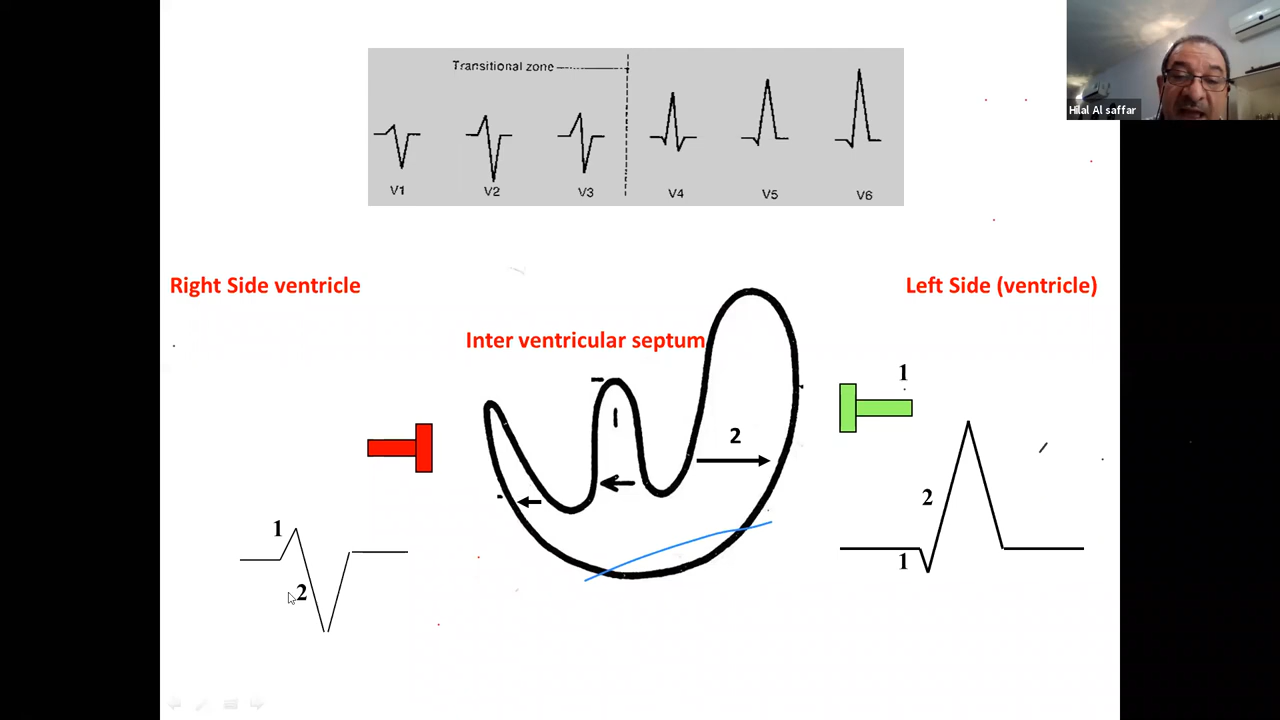 Hilal Al saffar
Transitional zone
V1 V2 V3 V4 V5 V6
Right Side ventricle
Left Side (ventricle)
Inter ventricular septum
1
1
2
2
1
2
1